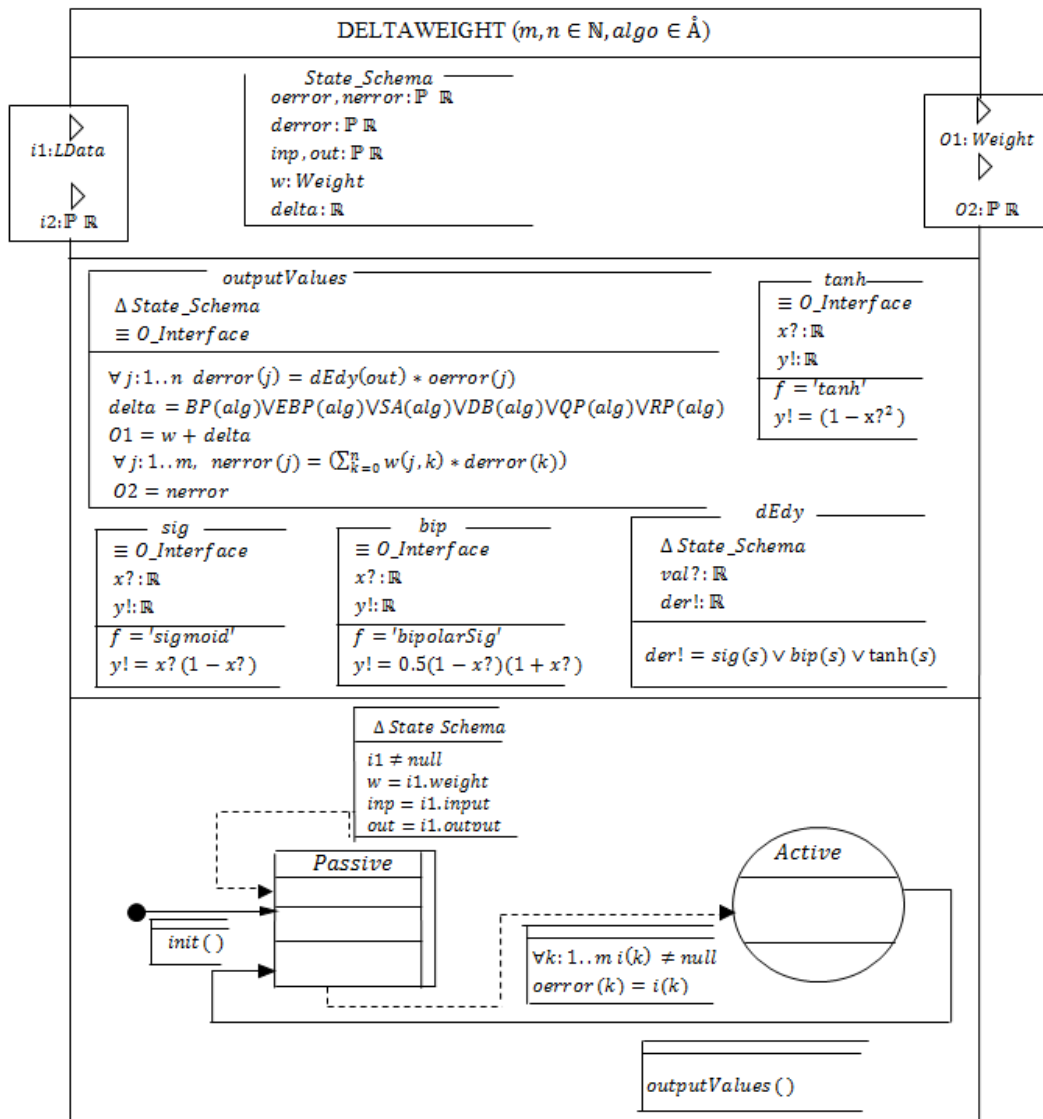 DELTAWEIGHT (m, n ∈ ℕ, algo ∈ Å)
State_Schema
oerror, nerror: ℙ ℝ
derror: ℙ ℝ
inp, out: ℙ ℝ
w: Weight
delta: ℝ
i1: LData
i2: ℙ ℝ
O1: Weight
O2: ℙ ℝ
outputValues
Δ State_Schema
≡ O_Interface
∀ j: 1..n derror(j) = dEdy(out) * oerror(j)
delta = BP(alg)∨EBP(alg)∨SA(alg)∨DB(alg)∨QP(alg)∨RP(alg)
O1 = w + delta
∀ j: 1..m, nerror(j) = (∑ⁿₖ₌₀ w(j, k) * derror(k))
O2 = nerror
tanh
≡ O_Interface
x?: ℝ
y!: ℝ
f = 'tanh'
y! = (1 − x?²)
sig
≡ O_Interface
x?: ℝ
y!: ℝ
f = 'sigmoid'
y! = x? (1 − x?)
bip
≡ O_Interface
x?: ℝ
y!: ℝ
f = 'bipolarSig'
y! = 0.5(1 − x?)(1 + x?)
dEdy
Δ State_Schema
val?: ℝ
der!: ℝ
der! = sig(s) ∨ bip(s) ∨ tanh(s)
Δ State Schema
i1 ≠ null
w = i1.weight
inp = i1.input
out = i1.output
Passive
Active
init()
∀k: 1..m i(k) ≠ null
oerror(k) = i(k)
outputValues()